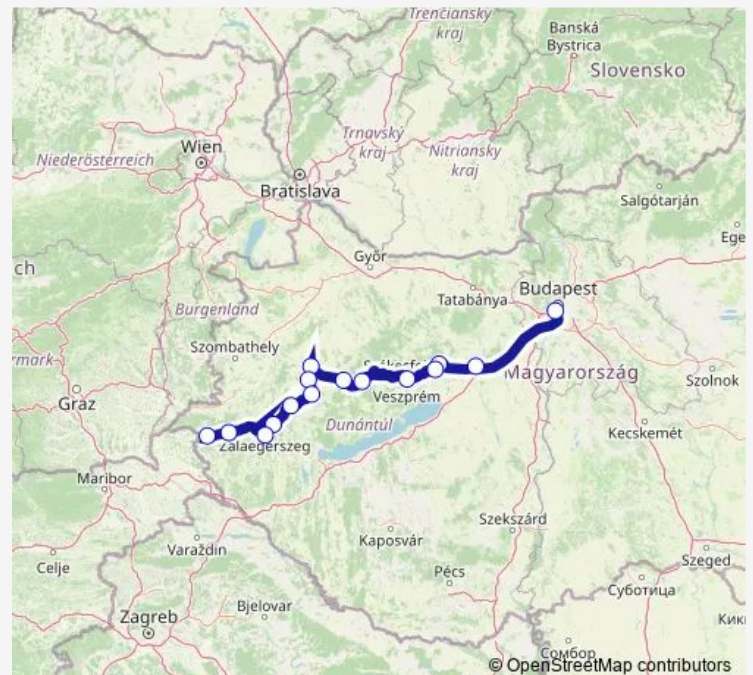 Trenčiansky
kraj
Banská
Bystrica
Slovensko
Wien
Trnavský
kraj
Nitriansky
kraj
Niederösterreich
Bratislava
Salgótarján
Ege
Győr
ch
Tatabánya
Budapest
Burgenland
Szombathely
rmark
Magyarország
Szolnok
Graz
Veszprém
Dunántúl
Kecskemét
Zalaegerszeg
Maribor
Szekszárd
Varaždin
Kaposvár
Szeged
Celje
Pécs
Суботица
Bjelovar
Zagreb
Кики
Сомбор
© OpenStreetMap contributors